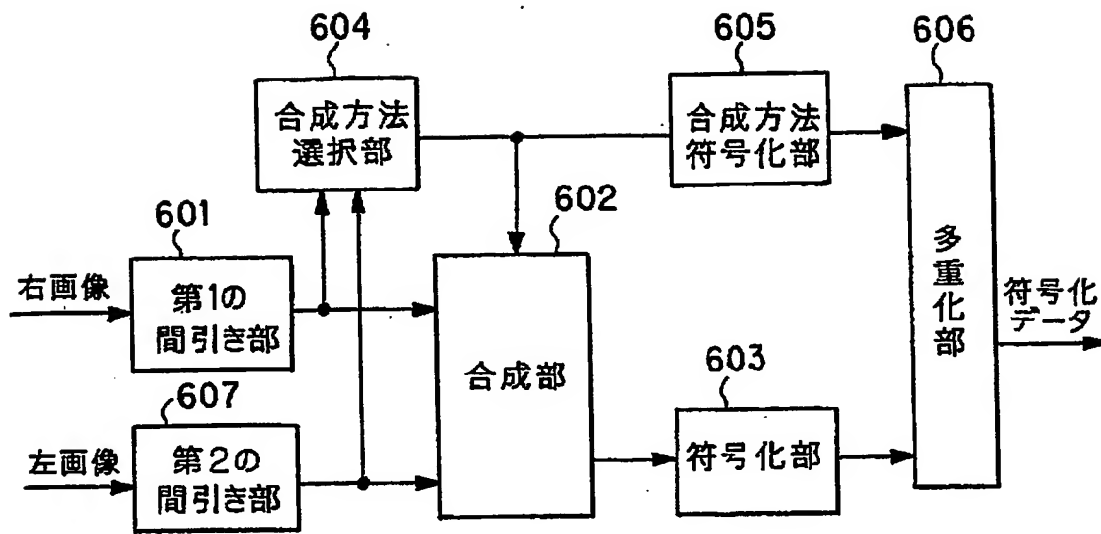 604
合成方法
選択部
605
合成方法
符号化部
606
多重化部
601
右画像
第1の
間引き部
602
合成部
符号化
データ
607
左画像
第2の
間引き部
603
符号化部